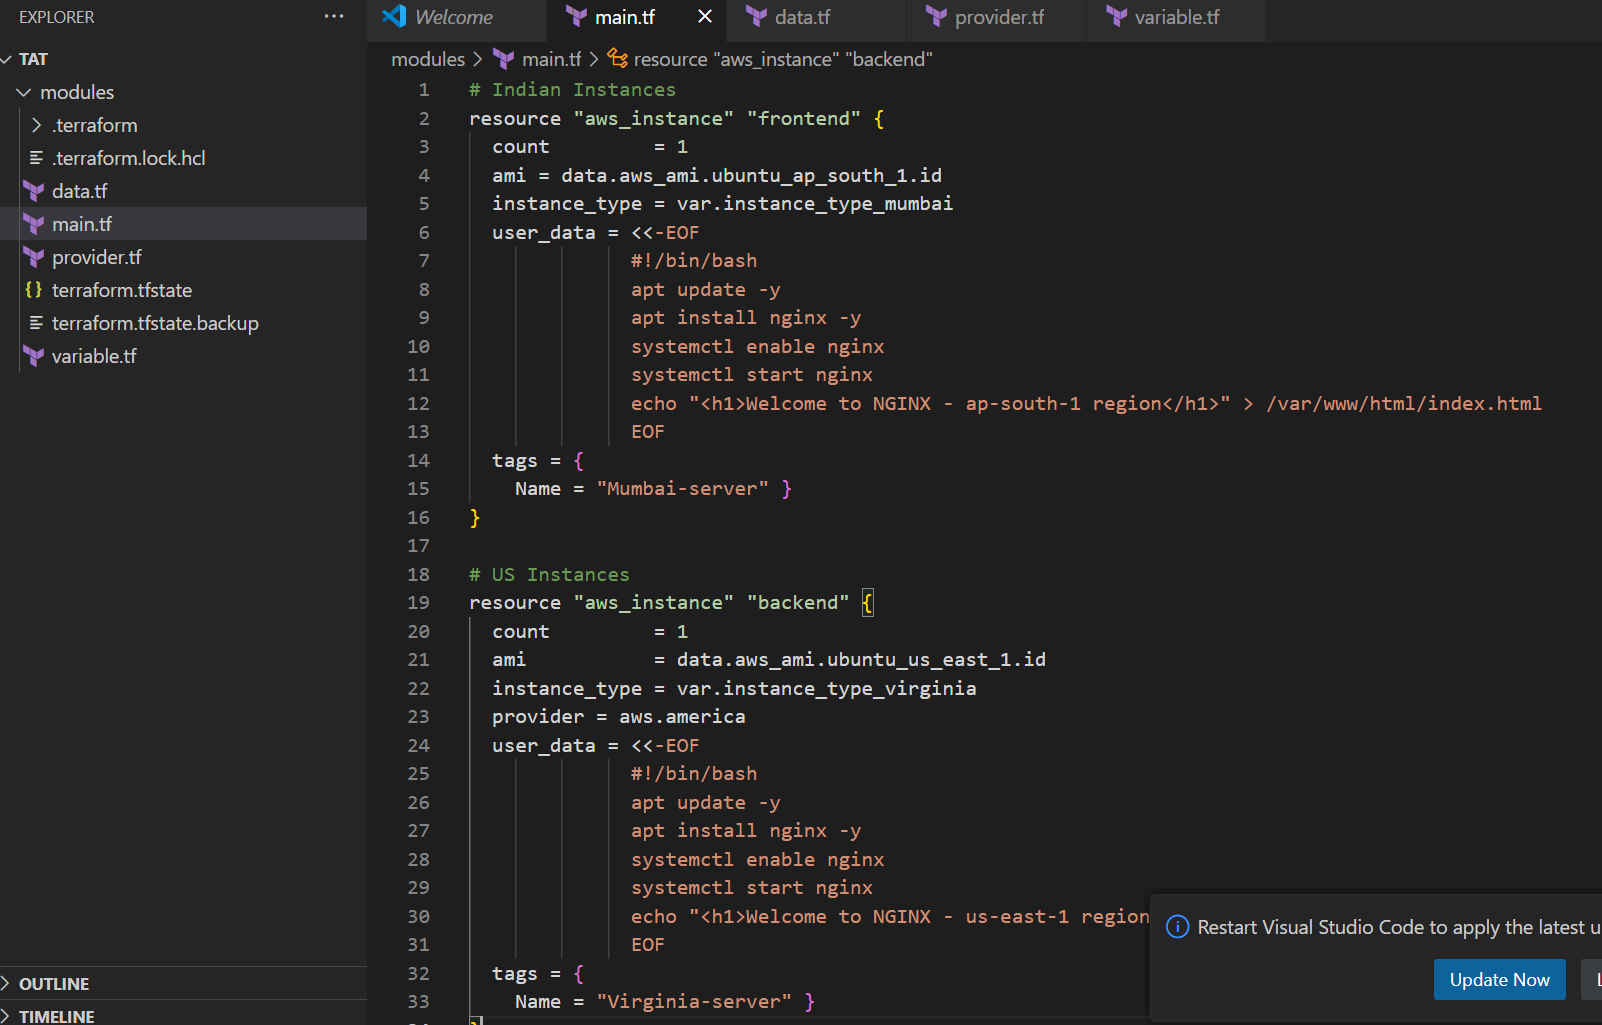 EXPLORER ...
TAT
modules
.terraform
.terraform.lock.hcl
data.tf
main.tf
provider.tf
{} terraform.tfstate
terraform.tfstate.backup
variable.tf
OUTLINE
TIMELINE
Welcome main.tf × data.tf provider.tf variable.tf
modules > main.tf > resource "aws_instance" "backend"
1 # Indian Instances
2 resource "aws_instance" "frontend" {
3   count         = 1
4   ami = data.aws_ami.ubuntu_ap_south_1.id
5   instance_type = var.instance_type_mumbai
6   user_data = <<-EOF
7               #!/bin/bash
8               apt update -y
9               apt install nginx -y
10               systemctl enable nginx
11               systemctl start nginx
12               echo "<h1>Welcome to NGINX - ap-south-1 region</h1>" > /var/www/html/index.html
13               EOF
14   tags = {
15     Name = "Mumbai-server" }
16 }
17
18 # US Instances
19 resource "aws_instance" "backend" {
20   count         = 1
21   ami           = data.aws_ami.ubuntu_us_east_1.id
22   instance_type = var.instance_type_virginia
23   provider = aws.america
24   user_data = <<-EOF
25               #!/bin/bash
26               apt update -y
27               apt install nginx -y
28               systemctl enable nginx
29               systemctl start nginx
30               echo "<h1>Welcome to NGINX - us-east-1 region
31               EOF
32   tags = {
33     Name = "Virginia-server" }
Restart Visual Studio Code to apply the latest u
Update Now